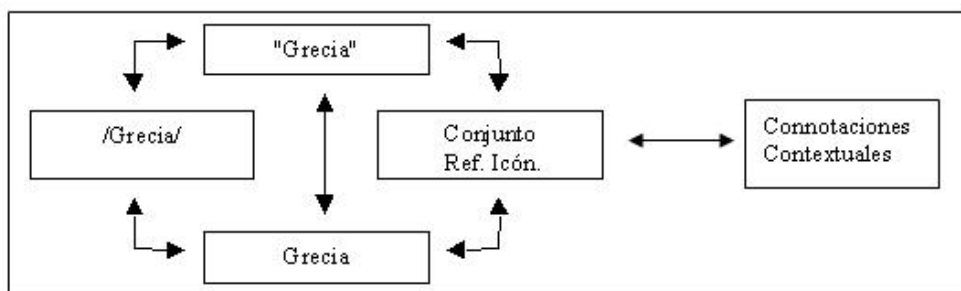 "Grecia"
/Grecia/
Conjunto
Ref. Icón.
Connotaciones
Contextuales
Grecia